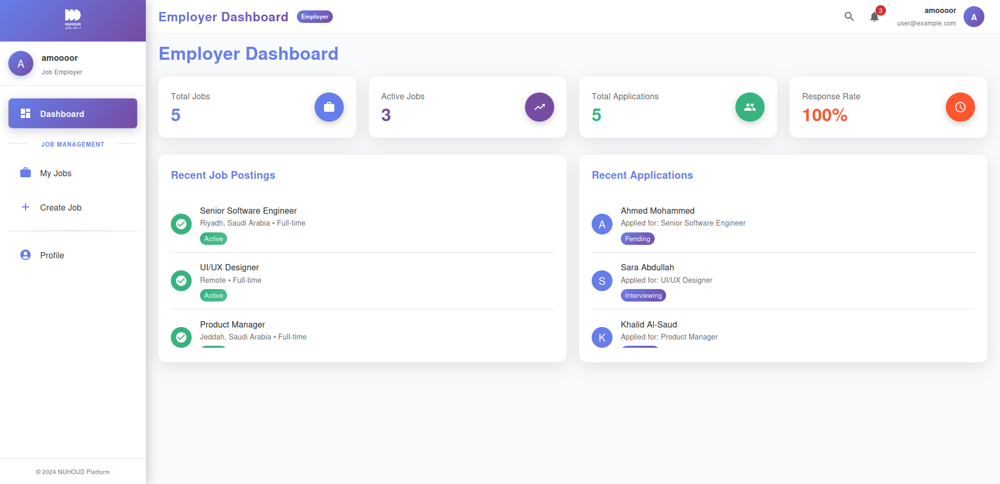 NUHOUD
نــهــوض
amoooor
Job Employer
A
Dashboard
JOB MANAGEMENT
My Jobs
Create Job
Profile
© 2024 NUHOUD Platform
Employer Dashboard
Employer
3
amoooor
user@example.com
A
Employer Dashboard
Total Jobs
5
Active Jobs
3
Total Applications
5
Response Rate
100%
Recent Job Postings
Senior Software Engineer
Riyadh, Saudi Arabia • Full-time
Active
UI/UX Designer
Remote • Full-time
Active
Product Manager
Jeddah, Saudi Arabia • Full-time
Recent Applications
A
Ahmed Mohammed
Applied for: Senior Software Engineer
Pending
S
Sara Abdullah
Applied for: UI/UX Designer
Interviewing
K
Khalid Al-Saud
Applied for: Product Manager